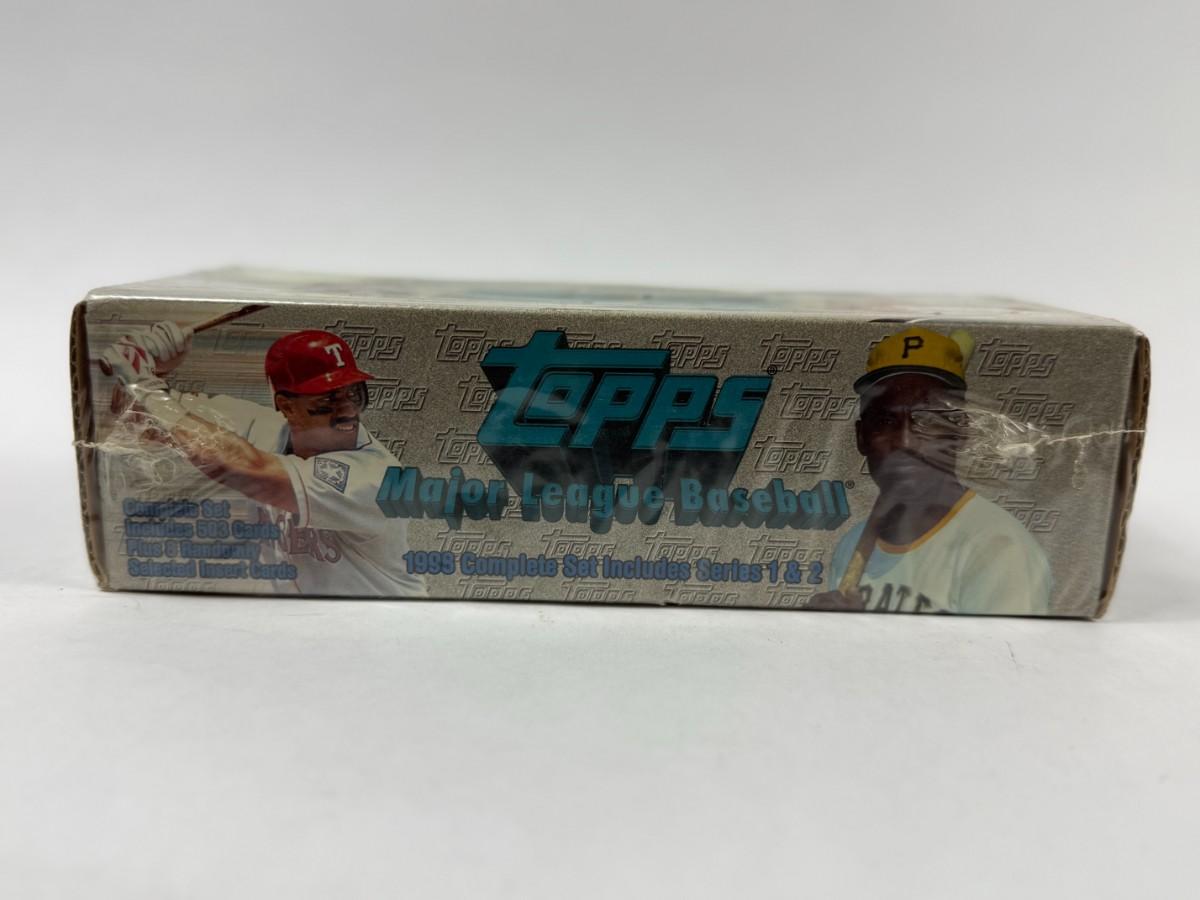 topps®
Major League Baseball®
1998 Complete Set Includes Series 1 & 2
Complete Set
Includes 503 Cards
Plus 8 Randomly
Selected Insert Cards
T
P